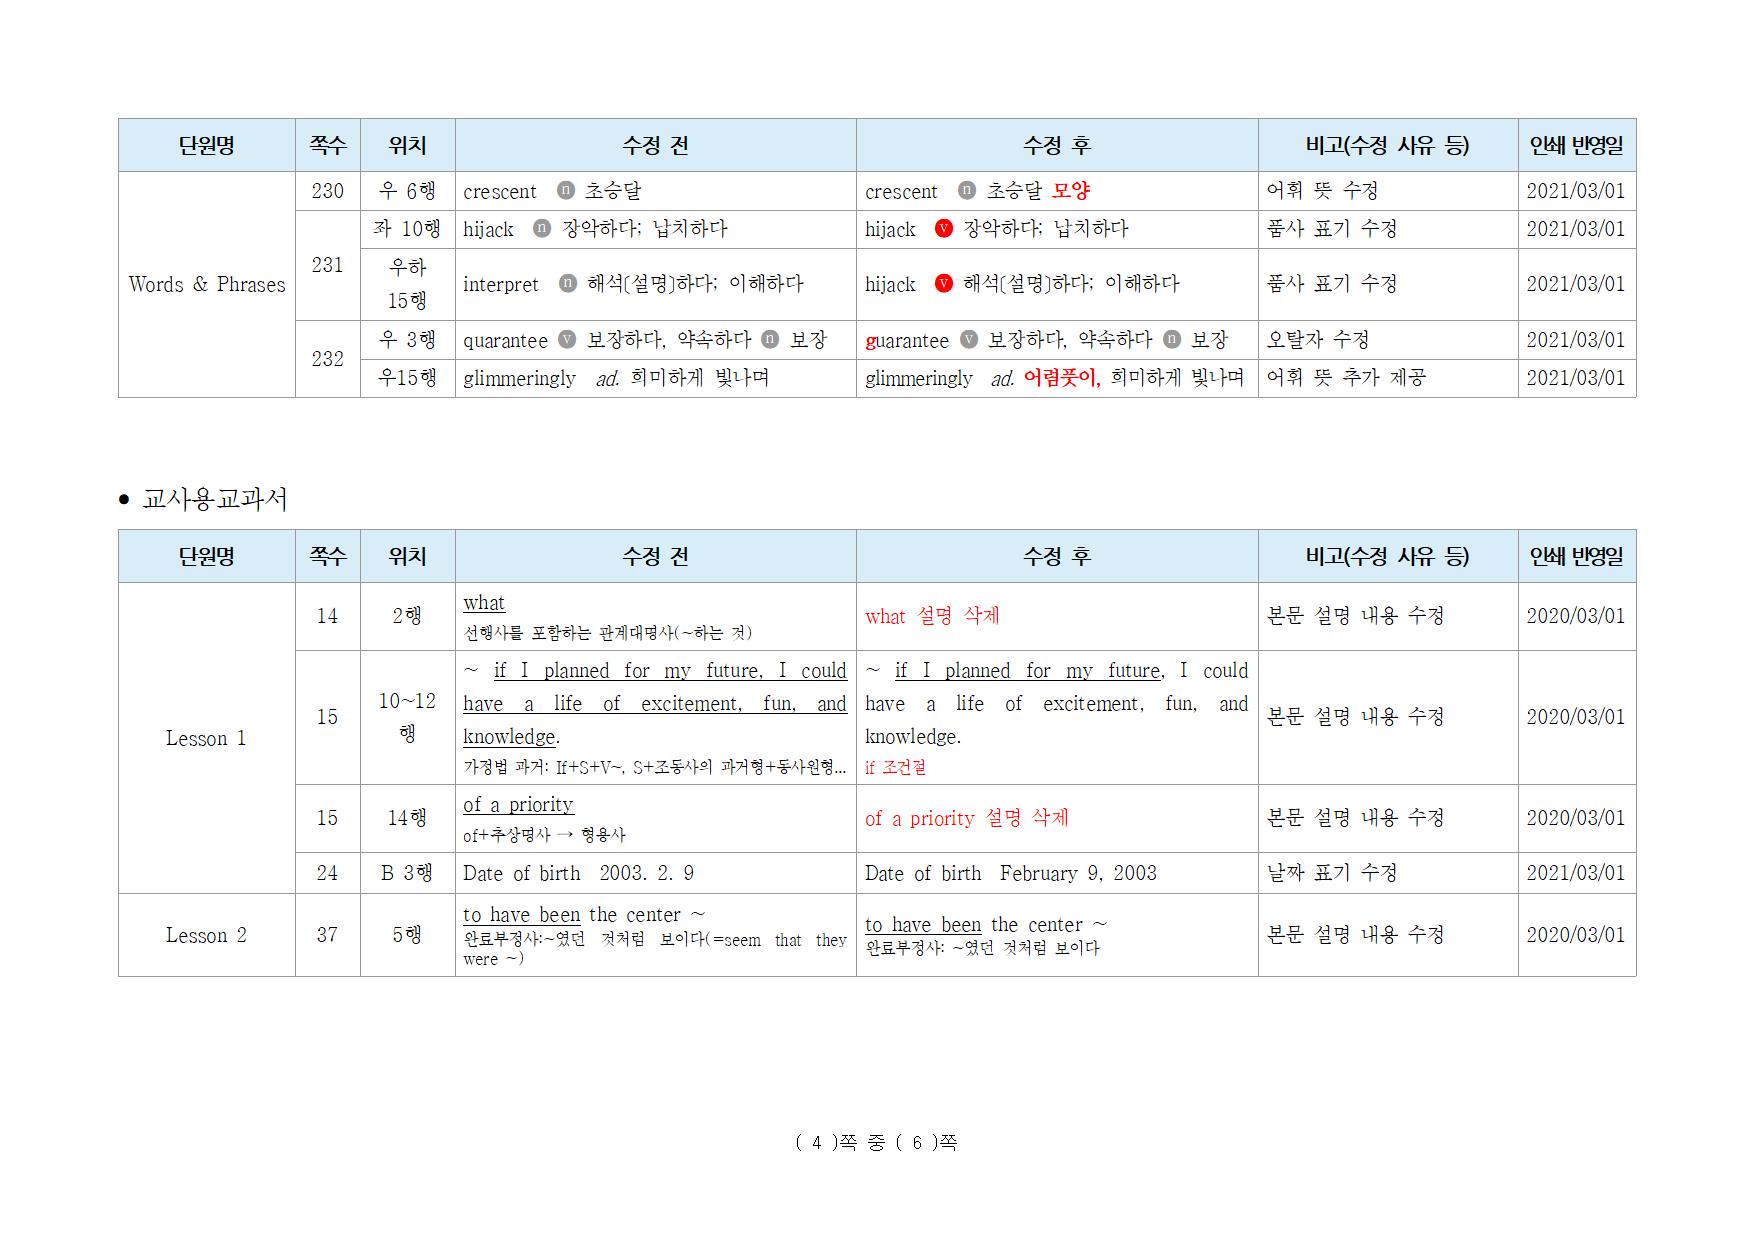 단원명 쪽수 위치 수정 전 수정 후 비고(수정 사유 등) 인쇄 반영일
Words & Phrases 230 우 6행 crescent ⓝ 초승달 crescent ⓝ 초승달 모양 어휘 뜻 수정 2021/03/01
231 좌 10행 hijack ⓝ 장악하다; 납치하다 hijack ⓥ 장악하다; 납치하다 품사 표기 수정 2021/03/01
우하
15행 interpret ⓝ 해석(설명)하다; 이해하다 hijack ⓥ 해석(설명)하다; 이해하다 품사 표기 수정 2021/03/01
232 우 3행 quarantee ⓥ 보장하다, 약속하다 ⓝ 보장 guarantee ⓥ 보장하다, 약속하다 ⓝ 보장 오탈자 수정 2021/03/01
우15행 glimmeringly ad. 희미하게 빛나며 glimmeringly ad. 어렴풋이, 희미하게 빛나며 어휘 뜻 추가 제공 2021/03/01
● 교사용교과서
단원명 쪽수 위치 수정 전 수정 후 비고(수정 사유 등) 인쇄 반영일
Lesson 1 14 2행 what
선행사를 포함하는 관계대명사(~하는 것) what 설명 삭제 본문 설명 내용 수정 2020/03/01
15 10~12
행 ~ if I planned for my future, I could
have a life of excitement, fun, and
knowledge.
가정법 과거: If+S+V~, S+조동사의 과거형+동사원형...
~ if I planned for my future, I could
have a life of excitement, fun, and
knowledge.
if 조건절 본문 설명 내용 수정 2020/03/01
15 14행 of a priority
of+추상명사 → 형용사 of a priority 설명 삭제 본문 설명 내용 수정 2020/03/01
24 B 3행 Date of birth 2003. 2. 9 Date of birth February 9, 2003 날짜 표기 수정 2021/03/01
Lesson 2 37 5행 to have been the center ~
완료부정사:~였던 것처럼 보이다(=seem that they
were ~)
to have been the center ~
완료부정사: ~였던 것처럼 보이다 본문 설명 내용 수정 2020/03/01
( 4 )쪽 중 ( 6 )쪽